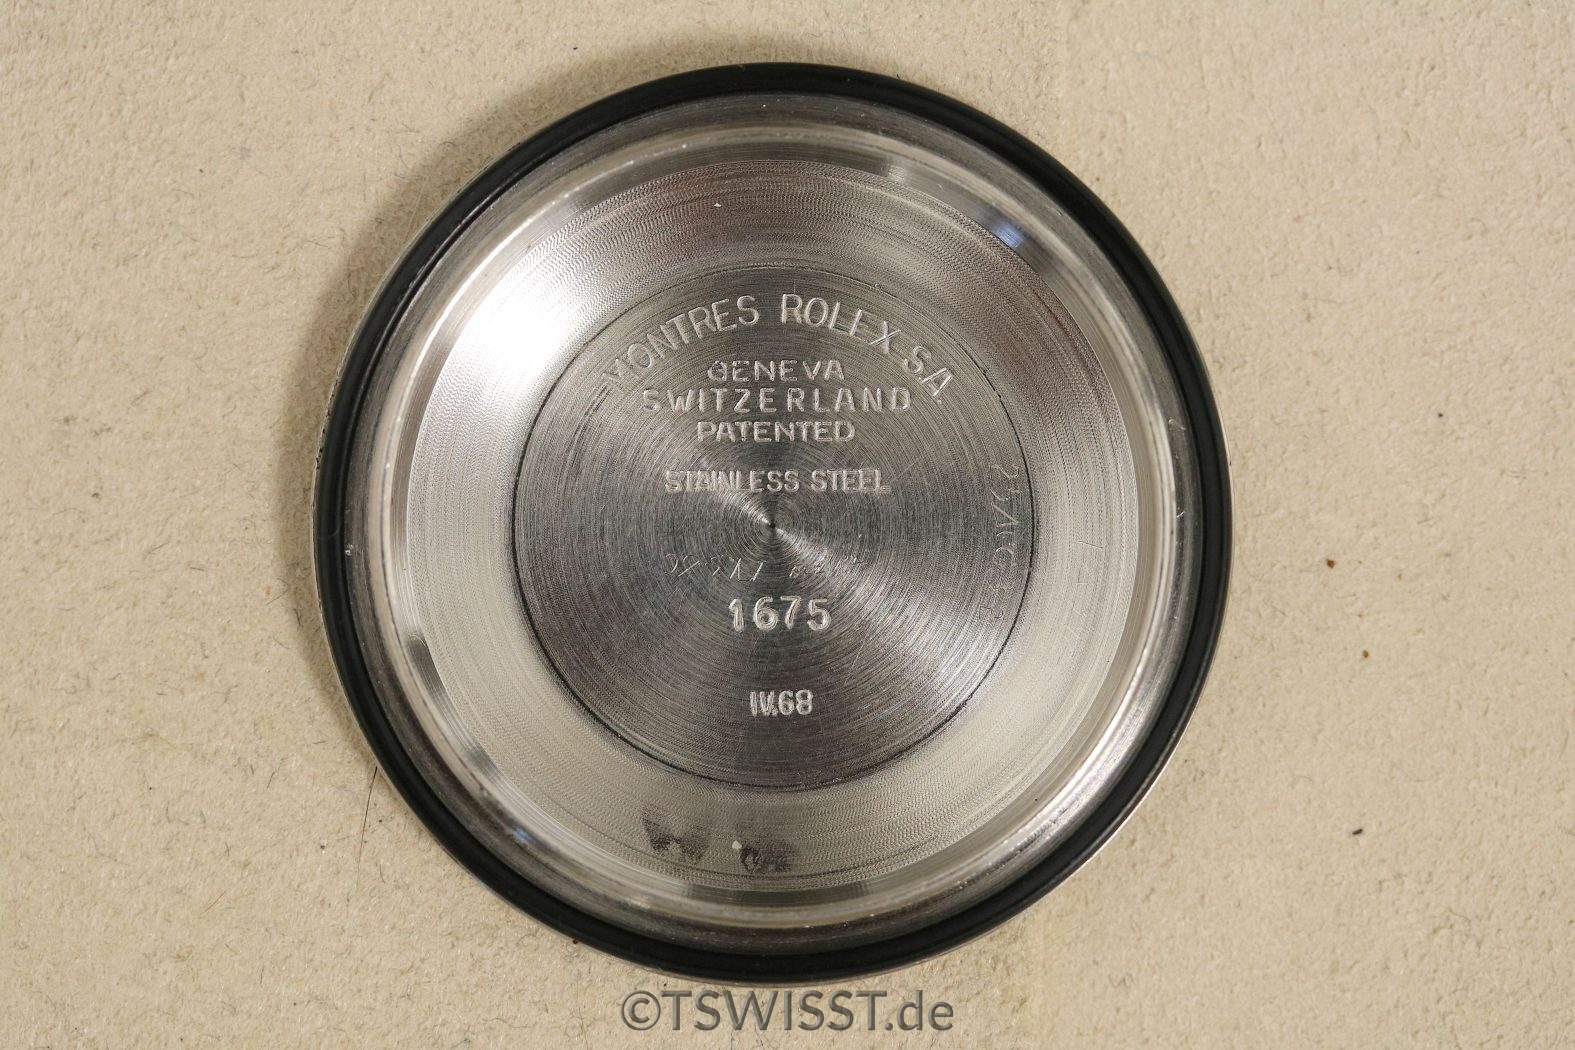 MONTRES ROLEX S.A.
GENEVA
SWITZERLAND
PATENTED
STAINLESS STEEL
1675
IV.68
©TSWISST.de